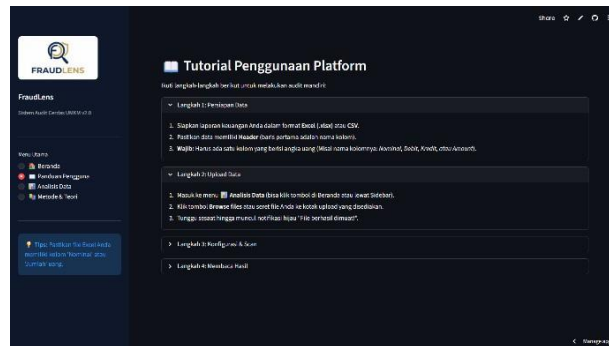 Share
FRAUDLENS
FraudLens
Sistem Audit Cerdas UMKM v2.0
Menu Utama
Beranda
Panduan Pengguna
Analisis Data
Metode & Teori
Tips: Pastikan file Excel Anda
memiliki kolom 'Nominal' atau
'Jumlah' uang.
Tutorial Penggunaan Platform
Ikuti langkah-langkah berikut untuk melakukan audit mandiri:
Langkah 1: Persiapan Data
1. Siapkan laporan keuangan Anda dalam format Excel (.xlsx) atau CSV.
2. Pastikan data memiliki Header (baris pertama adalah nama kolom).
3. Wajib: Harus ada satu kolom yang berisi angka uang (Misal nama kolomnya: Nominal, Debit, Kredit, atau Amount).
Langkah 2: Upload Data
1. Masuk ke menu Analisis Data (bisa klik tombol di Beranda atau lewat Sidebar).
2. Klik tombol Browse files atau seret file Anda ke kotak upload yang disediakan.
3. Tunggu sesaat hingga muncul notifikasi hijau "File berhasil dimuat!".
Langkah 3: Konfigurasi & Scan
Langkah 4: Membaca Hasil
Manage app